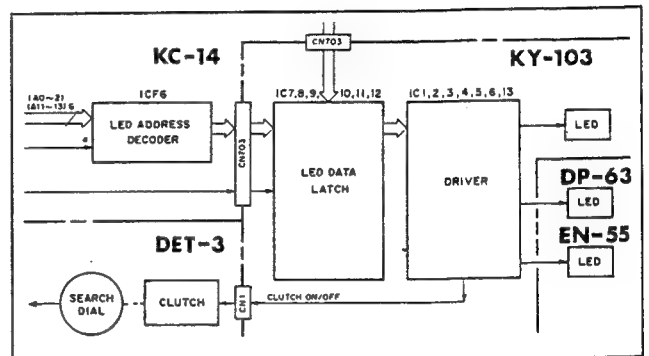 CN703
KC-14
KY-103
(A0~2)
(A11~13) 6
ICF6
IC7,8,9, 10,11,12
IC1,2,3,4,5,6,13
LED ADDRESS
DECODER
CN703
LED DATA
LATCH
DRIVER
LED
DP-63
LED
EN-55
LED
DET-3
SEARCH
DIAL
CLUTCH
CN1
CLUTCH ON/OFF